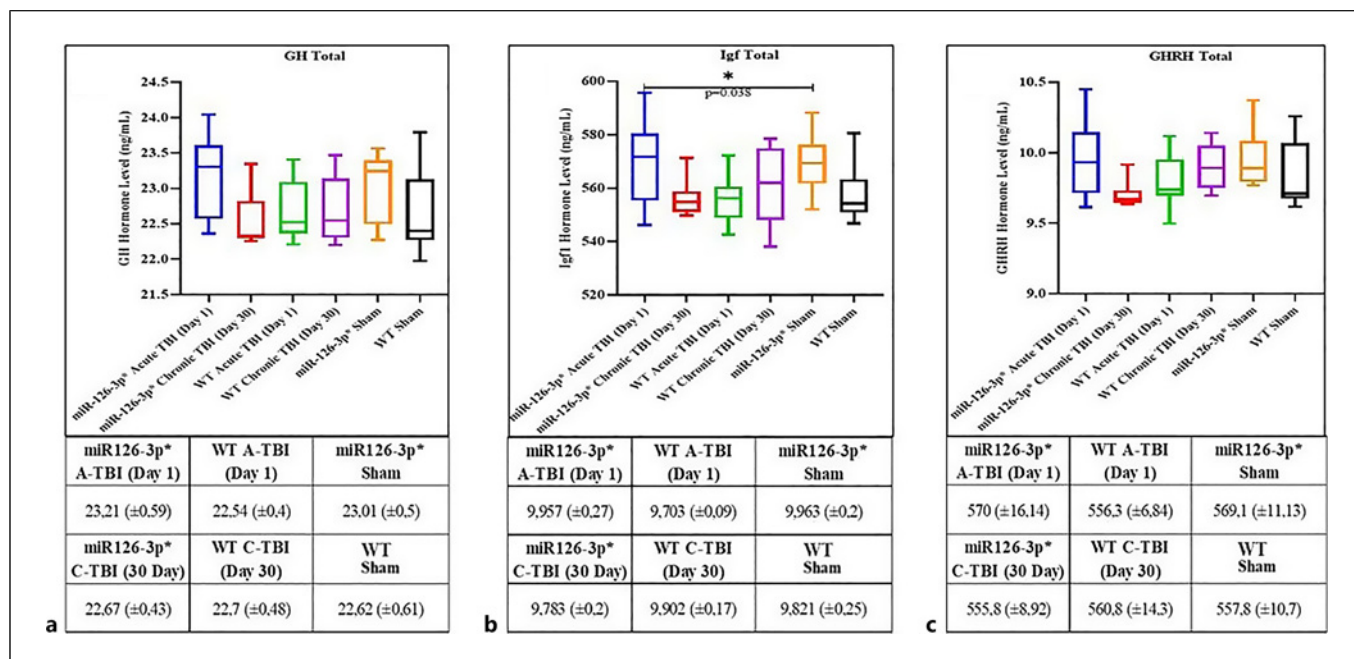 GH Total
24.5
24.0
23.5
23.0
22.5
22.0
21.5
GH Hormone Level (ng/mL)
miR-126-3p* Acute TBI (Day 1)
miR-126-3p* Chronic TBI (Day 30)
WT Acute TBI (Day 1)
WT Chronic TBI (Day 30)
miR-126-3p* Sham
WT Sham
miR126-3p* WT A-TBI miR126-3p*
A-TBI (Day 1) (Day 1) Sham
23,21 (±0,59) 22,54 (±0,4) 23,01 (±0,5)
miR126-3p* WT C-TBI WT
C-TBI (30 Day) (Day 30) Sham
22,67 (±0,43) 22,7 (±0,48) 22,62 (±0,61)
a
Igf Total
*
p=0.038
600
580
560
540
520
Igf1 Hormone Level (ng/mL)
miR-126-3p* Acute TBI (Day 1)
miR-126-3p* Chronic TBI (Day 30)
WT Acute TBI (Day 1)
WT Chronic TBI (Day 30)
miR-126-3p* Sham
WT Sham
miR126-3p* WT A-TBI miR126-3p*
A-TBI (Day 1) (Day 1) Sham
9,957 (±0,27) 9,703 (±0,09) 9,963 (±0,2)
miR126-3p* WT C-TBI WT
C-TBI (30 Day) (Day 30) Sham
9,783 (±0,2) 9,902 (±0,17) 9,821 (±0,25)
b
GHRH Total
10.5
10.0
9.5
9.0
GHRH Hormone Level (ng/mL)
miR-126-3p* Acute TBI (Day 1)
miR-126-3p* Chronic TBI (Day 30)
WT Acute TBI (Day 1)
WT Chronic TBI (Day 30)
miR-126-3p* Sham
WT Sham
miR126-3p* WT A-TBI miR126-3p*
A-TBI (Day 1) (Day 1) Sham
570 (±16,14) 556,3 (±6,84) 569,1 (±11,13)
miR126-3p* WT C-TBI WT
C-TBI (30 Day) (Day 30) Sham
555,8 (±8,92) 560,8 (±14,3) 557,8 (±10,7)
c